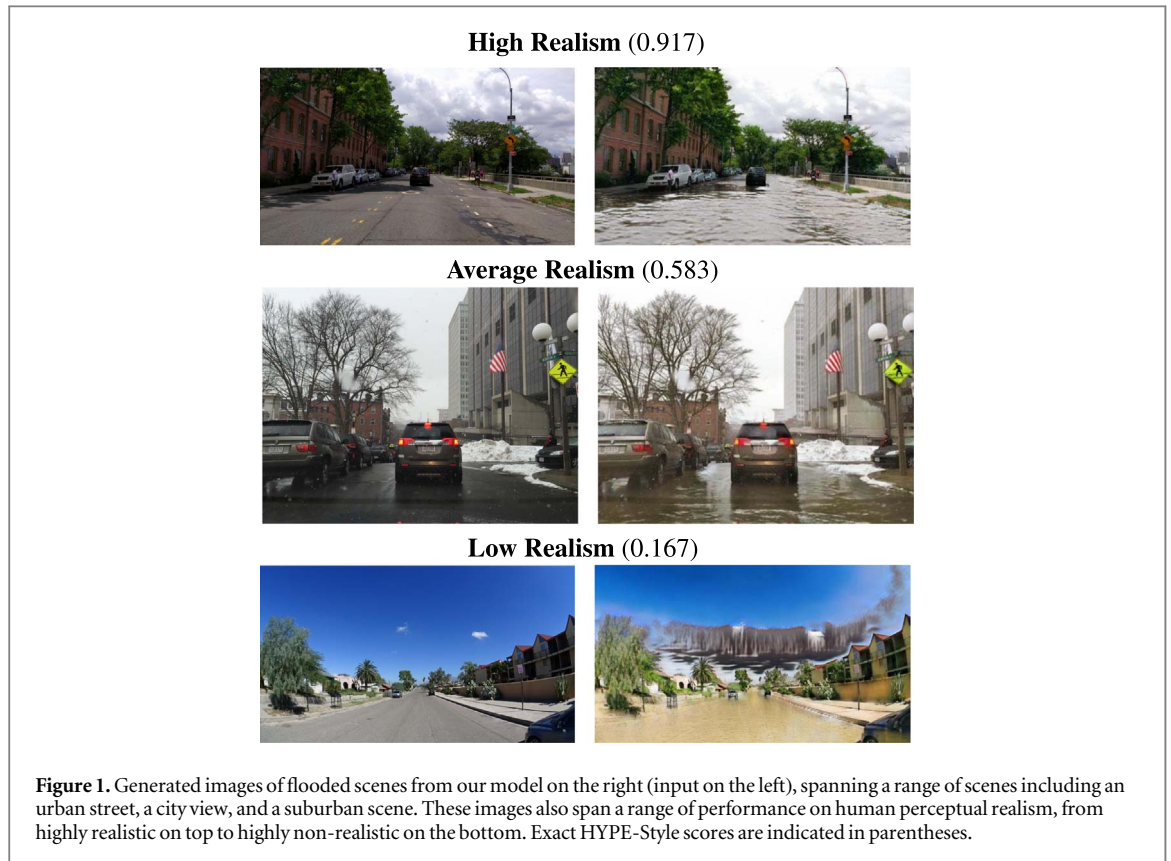 High Realism (0.917)
Average Realism (0.583)
Low Realism (0.167)
Figure 1. Generated images of flooded scenes from our model on the right (input on the left), spanning a range of scenes including an
urban street, a city view, and a suburban scene. These images also span a range of performance on human perceptual realism, from
highly realistic on top to highly non-realistic on the bottom. Exact HYPE-Style scores are indicated in parentheses.